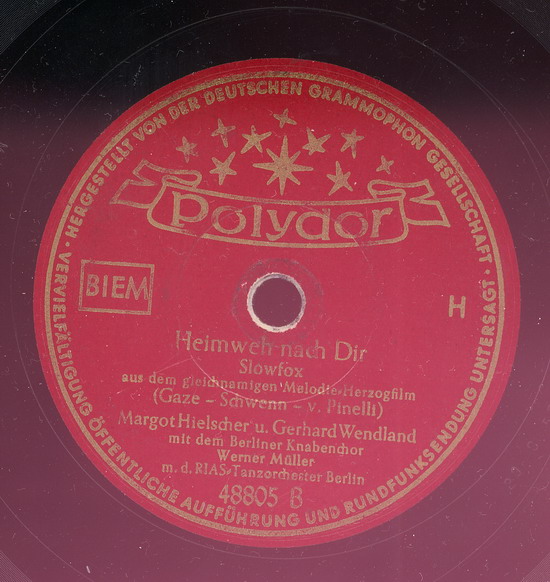 HERGESTELLT VON DER DEUTSCHEN GRAMMOPHON GESELLSCHAFT · VERVIELFÄLTIGUNG ÖFFENTLICHE AUFFÜHRUNG UND RUNDFUNKSENDUNG UNTERSAGT ·
Polydor
BIEM
H
Heimweh nach Dir
Slowfox
aus dem gleichnamigen Melodie-Herzogfilm
(Gaze - Schwenn - v. Pinelli)
Margot Hielscher u. Gerhard Wendland
mit dem Berliner Knabenchor
Werner Müller
m. d. RIAS-Tanzorchester Berlin
48805 B